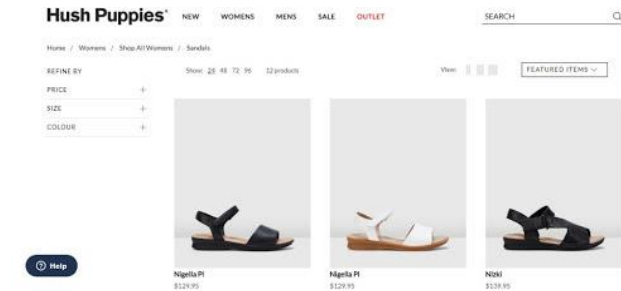 Hush Puppies® NEW WOMENS MENS SALE OUTLET SEARCH
Home / Womens / Shop All Womens / Sandals
REFINE BY Show: 24 48 72 96 12 products View: FEATURED ITEMS
PRICE +
SIZE +
COLOUR +
Help
Nigella Pl Nigella Pl Nizki
$129.95 $129.95 $139.95